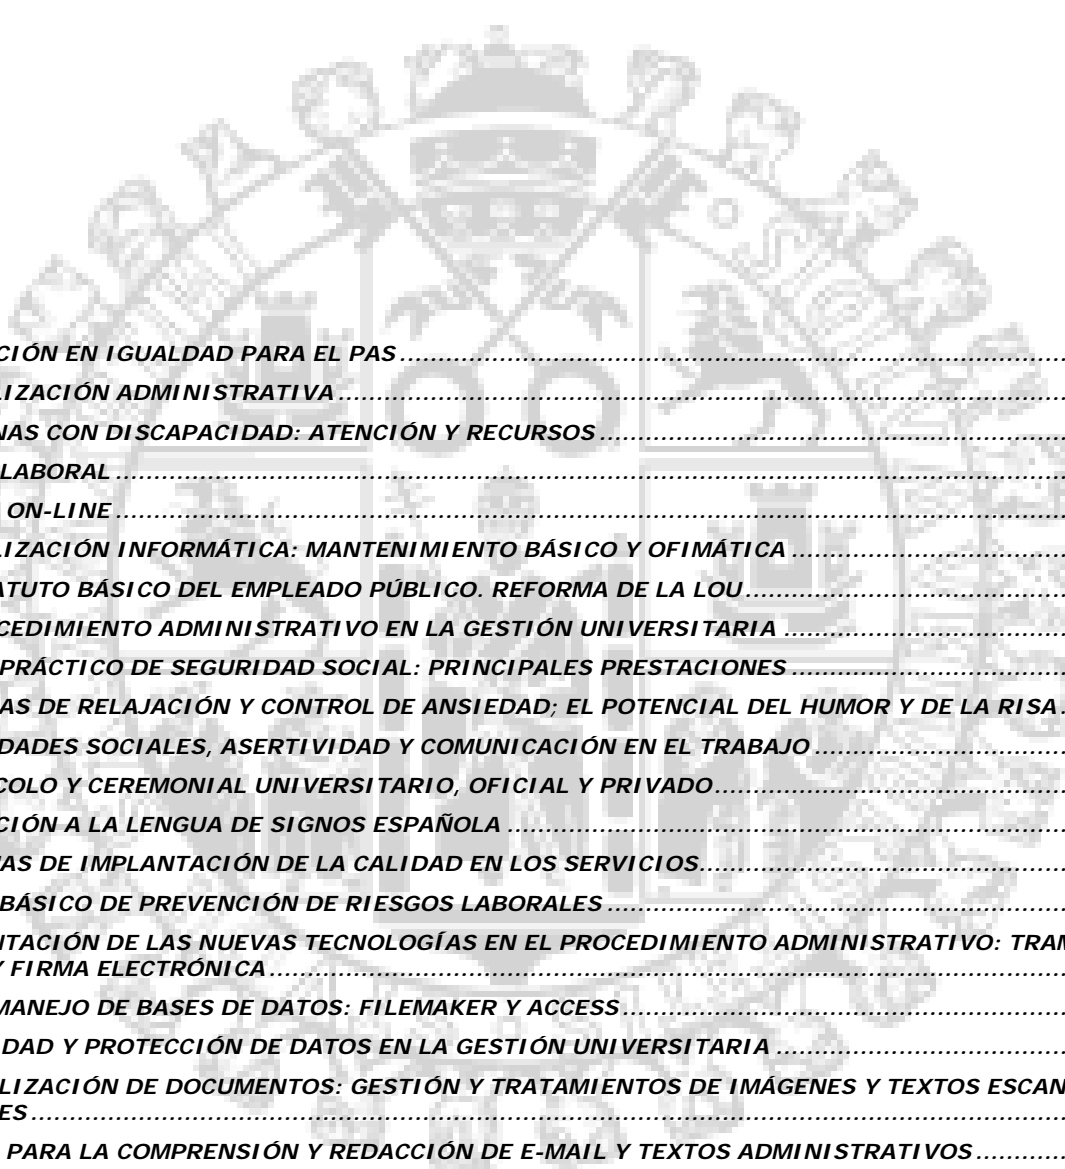 CIÓN EN IGUALDAD PARA EL PAS
LIZACIÓN ADMINISTRATIVA
NAS CON DISCAPACIDAD: ATENCIÓN Y RECURSOS
LABORAL
ON-LINE
LIZACIÓN INFORMÁTICA: MANTENIMIENTO BÁSICO Y OFIMÁTICA
ATUTO BÁSICO DEL EMPLEADO PÚBLICO. REFORMA DE LA LOU
CEDIMIENTO ADMINISTRATIVO EN LA GESTIÓN UNIVERSITARIA
PRÁCTICO DE SEGURIDAD SOCIAL: PRINCIPALES PRESTACIONES
AS DE RELAJACIÓN Y CONTROL DE ANSIEDAD; EL POTENCIAL DEL HUMOR Y DE LA RISA
DADES SOCIALES, ASERTIVIDAD Y COMUNICACIÓN EN EL TRABAJO
COLO Y CEREMONIAL UNIVERSITARIO, OFICIAL Y PRIVADO
CIÓN A LA LENGUA DE SIGNOS ESPAÑOLA
AS DE IMPLANTACIÓN DE LA CALIDAD EN LOS SERVICIOS
BÁSICO DE PREVENCIÓN DE RIESGOS LABORALES
NTACIÓN DE LAS NUEVAS TECNOLOGÍAS EN EL PROCEDIMIENTO ADMINISTRATIVO: TRAM
Y FIRMA ELECTRÓNICA
MANEJO DE BASES DE DATOS: FILEMAKER Y ACCESS
DAD Y PROTECCIÓN DE DATOS EN LA GESTIÓN UNIVERSITARIA
LIZACIÓN DE DOCUMENTOS: GESTIÓN Y TRATAMIENTOS DE IMÁGENES Y TEXTOS ESCAN
ES
PARA LA COMPRENSIÓN Y REDACCIÓN DE E-MAIL Y TEXTOS ADMINISTRATIVOS